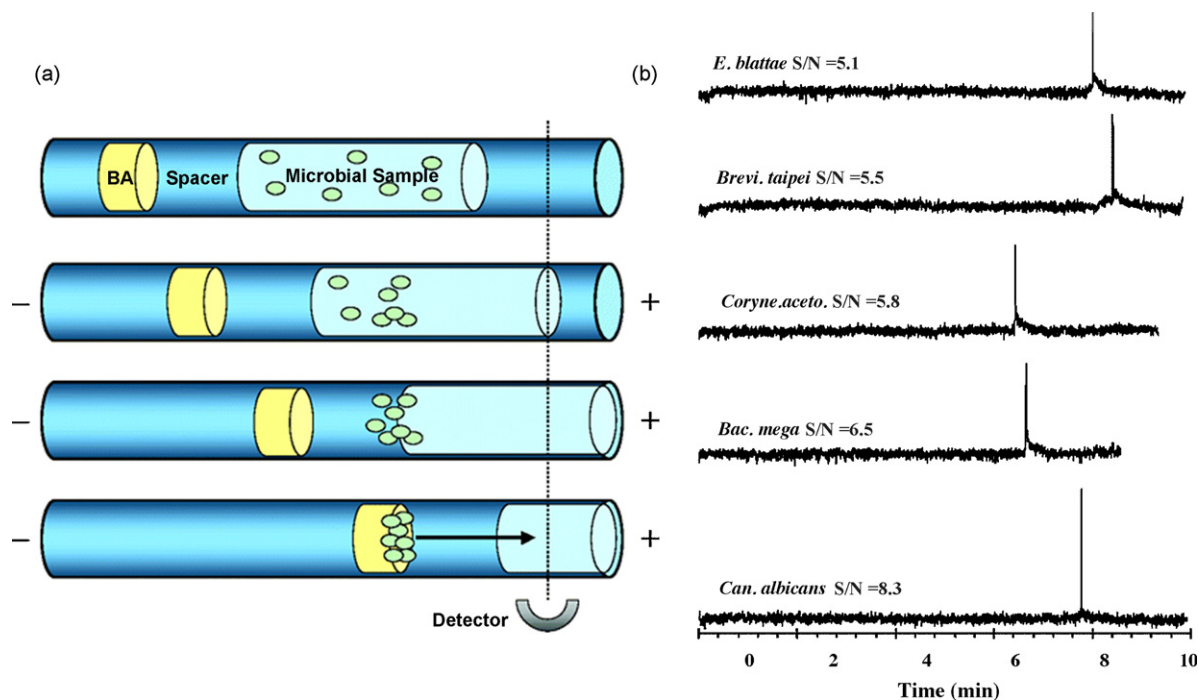 (a)
BA Spacer Microbial Sample
– +
– +
– +
Detector
(b)
E. blattae S/N =5.1
Brevi. taipei S/N =5.5
Coryne.aceto. S/N =5.8
Bac. mega S/N =6.5
Can. albicans S/N =8.3
0 2 4 6 8 10
Time (min)